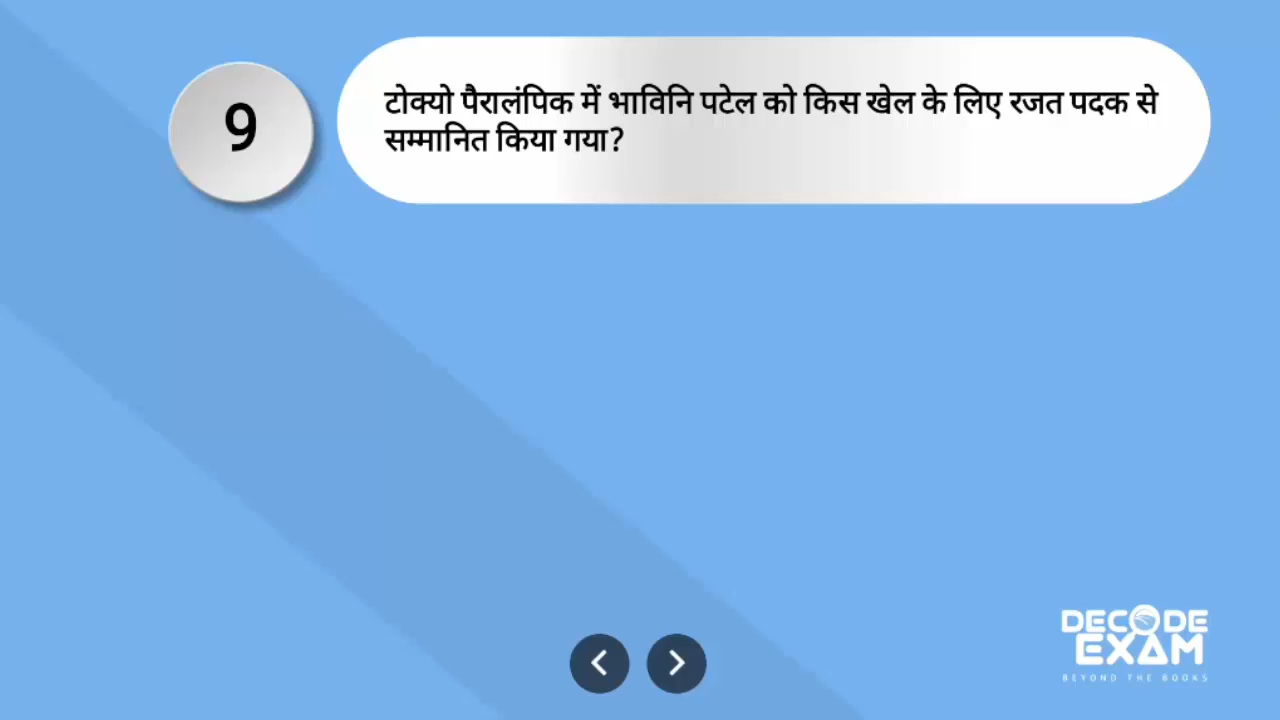 9
टोक्यो पैरालंपिक में भाविनि पटेल को किस खेल के लिए रजत पदक से
सम्मानित किया गया?
DECODE
EXAM
BEYOND THE BOOKS